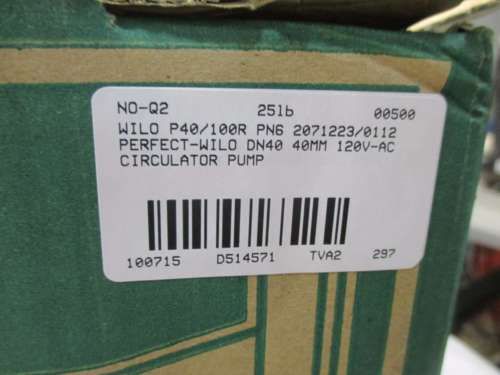 NO-Q2 25lb 00500
WILO P40/100R PN6 2071223/0112
PERFECT-WILO DN40 40MM 120V-AC
CIRCULATOR PUMP
100715 D514571 TVA2 297